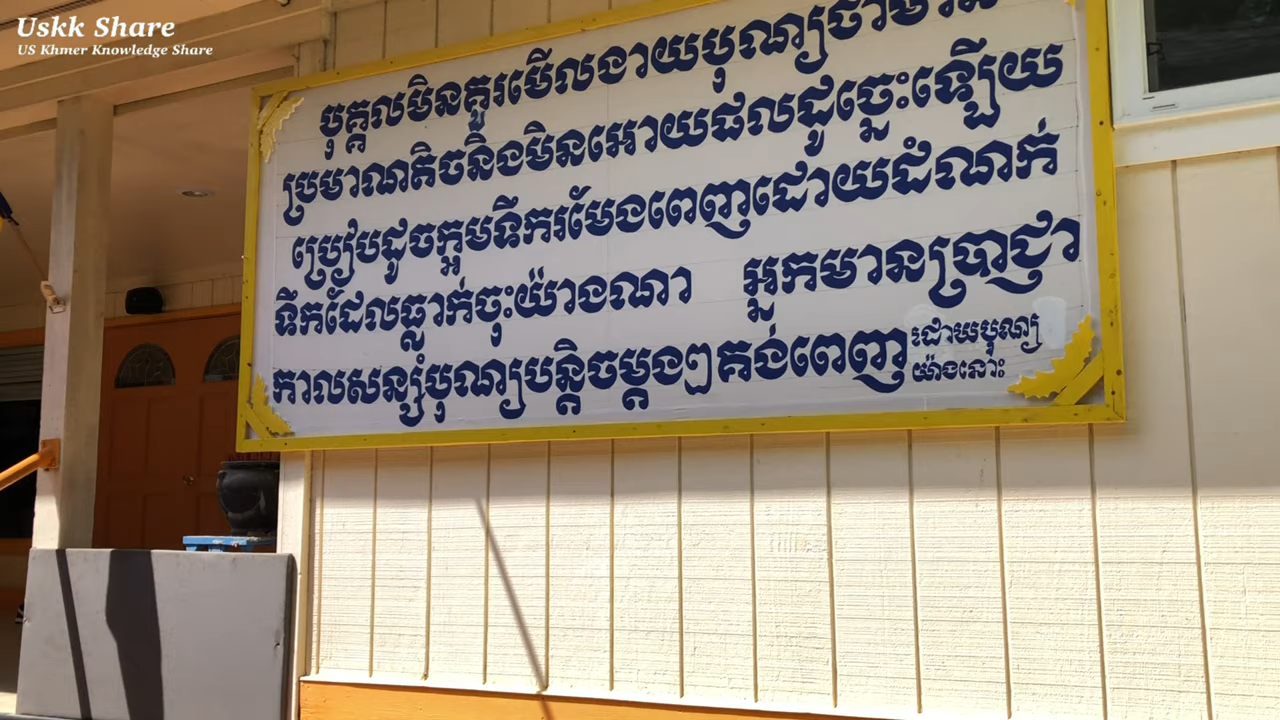 Uskk Share
US Khmer Knowledge Share
បុគ្គលមិនគួរមើលងាយបុណ្យថាមាន
ប្រមាណតិចនិងមិនអោយផលដូច្នេះឡើយ
ប្រៀបដូចក្អមទឹករមែងពេញដោយដំណក់
ទឹកដែលធ្លាក់ចុះយ៉ាងណា អ្នកមានប្រាជ្ញា
កាលសន្សំបុណ្យបន្តិចម្តងៗគង់ពេញ ដោយបុណ្យ
យ៉ាងនោះ